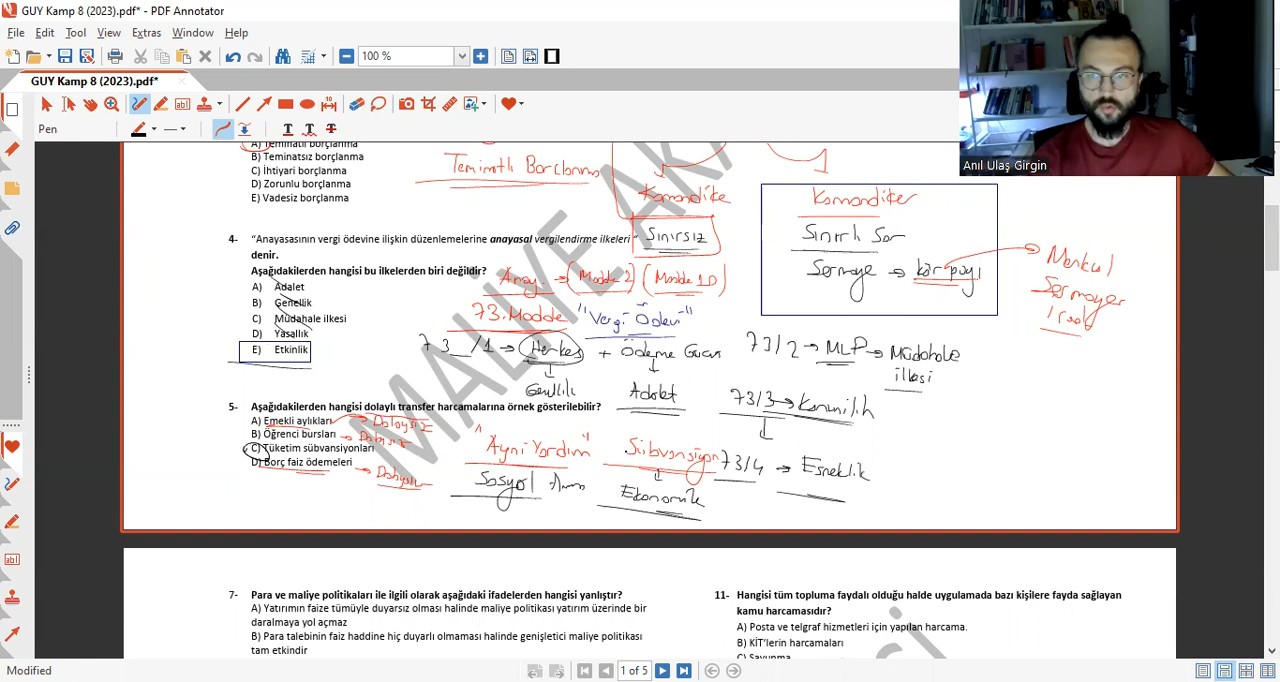 GUY Kamp 8 (2023).pdf* - PDF Annotator
File Edit Tool View Extras Window Help
100 %
GUY Kamp 8 (2023).pdf*
Pen
Anıl Ulaş Girgin
A) Teminatlı borçlanma
B) Teminatsız borçlanma
C) İhtiyari borçlanma
D) Zorunlu borçlanma
E) Vadesiz borçlanma
Teminatlı Borçlanma
Komandite
Sınırsız
Komanditer
Sınırlı Sor
Sermaye → kar payı
Menkul
Sermaye
İradı
4- “Anayasasının vergi ödevine ilişkin düzenlemelerine anayasal vergilendirme ilkeleri“
denir.
Aşağıdakilerden hangisi bu ilkelerden biri değildir?
A) Adalet
B) Genellik
C) Müdahale ilkesi
D) Yasallık
E) Etkinlik
Anay. → (Madde 2) (Madde 10)
73. Madde "Vergi Ödevi"
73/1 → Herkes + Ödeme Gücü
Genellik
Adalet
73/2 → MLP → Müdahale
ilkesi
73/3 → Kanunilik
73/4 → Esneklik
5- Aşağıdakilerden hangisi dolaylı transfer harcamalarına örnek gösterilebilir?
A) Emekli aylıkları → Dolaysız
B) Öğrenci bursları → Dolaysız
C) Tüketim sübvansiyonları
D) Borç faiz ödemeleri → Dolaysız
"Ayni Yardım"
Sosyal Amaç
Sübvansiyon
Ekonomik
MALİYE AK
7- Para ve maliye politikaları ile ilgili olarak aşağıdaki ifadelerden hangisi yanlıştır?
A) Yatırımın faize tümüyle duyarsız olması halinde maliye politikası yatırım üzerinde bir
daralmaya yol açmaz
B) Para talebinin faiz haddine hiç duyarlı olmaması halinde genişletici maliye politikası
tam etkindir
11- Hangisi tüm topluma faydalı olduğu halde uygulamada bazı kişilere fayda sağlayan
kamu harcamasıdır?
A) Posta ve telgraf hizmetleri için yapılan harcama.
B) KİT’lerin harcamaları
C) Savunma
Modified
1 of 5